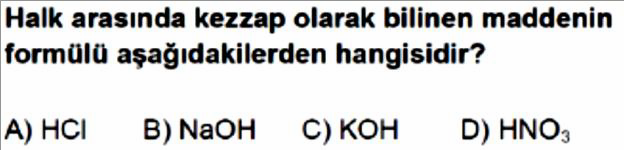 Halk arasında kezzap olarak bilinen maddenin
formülü aşağıdakilerden hangisidir?
A) HCl B) NaOH C) KOH D) HNO₃